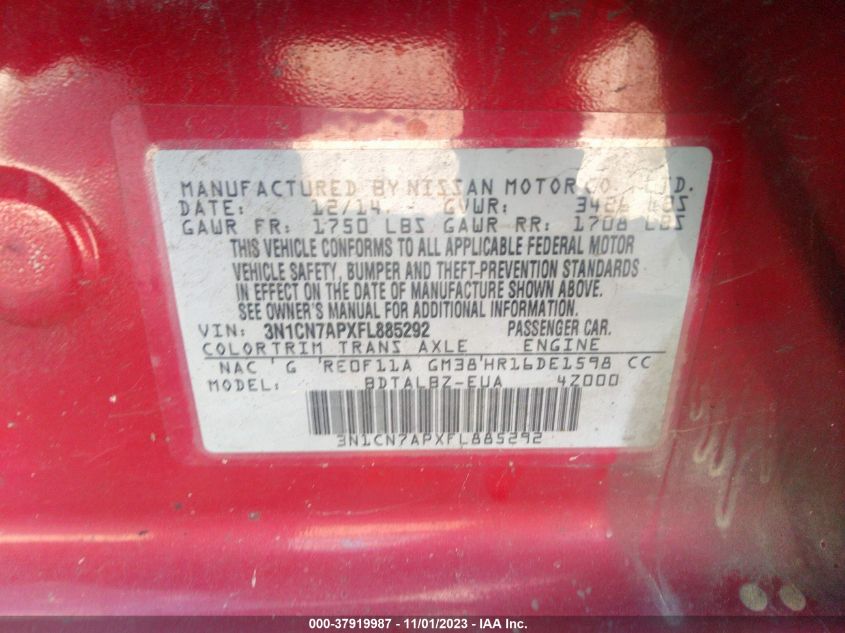 MANUFACTURED BY NISSAN MOTOR CO. LTD.
DATE: 12/14 GVWR: 3426 LBS
GAWR FR: 1750 LBS GAWR RR: 1708 LBS
THIS VEHICLE CONFORMS TO ALL APPLICABLE FEDERAL MOTOR
VEHICLE SAFETY, BUMPER AND THEFT-PREVENTION STANDARDS
IN EFFECT ON THE DATE OF MANUFACTURE SHOWN ABOVE.
SEE OWNER'S MANUAL FOR ADDITIONAL INFORMATION.
VIN: 3N1CN7APXFL885292 PASSENGER CAR.
COLORTRIM TRANS AXLE ENGINE
NAC G RE0F11A GM38 HR16DE1598 CC
MODEL: BDTALBZ-EUA 4Z000
3N1CN7APXFL885292
000-37919987 - 11/01/2023 - IAA Inc.